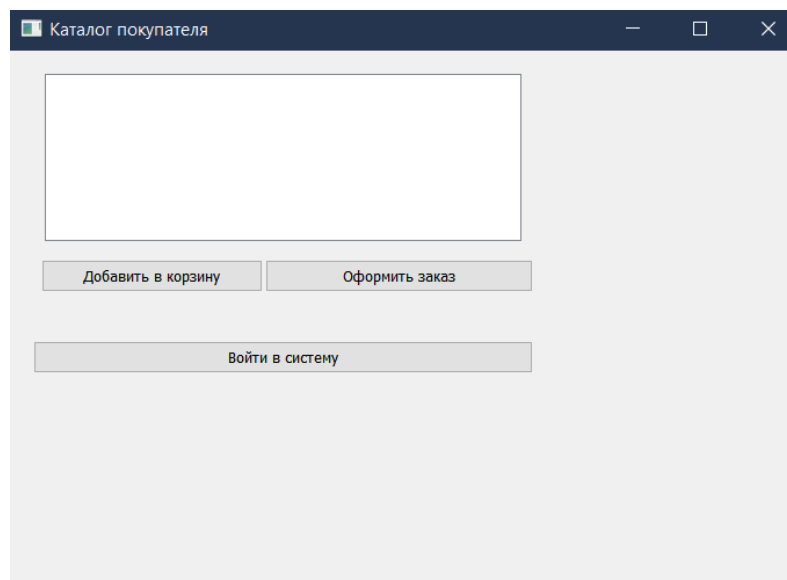 Каталог покупателя
Добавить в корзину
Оформить заказ
Войти в систему